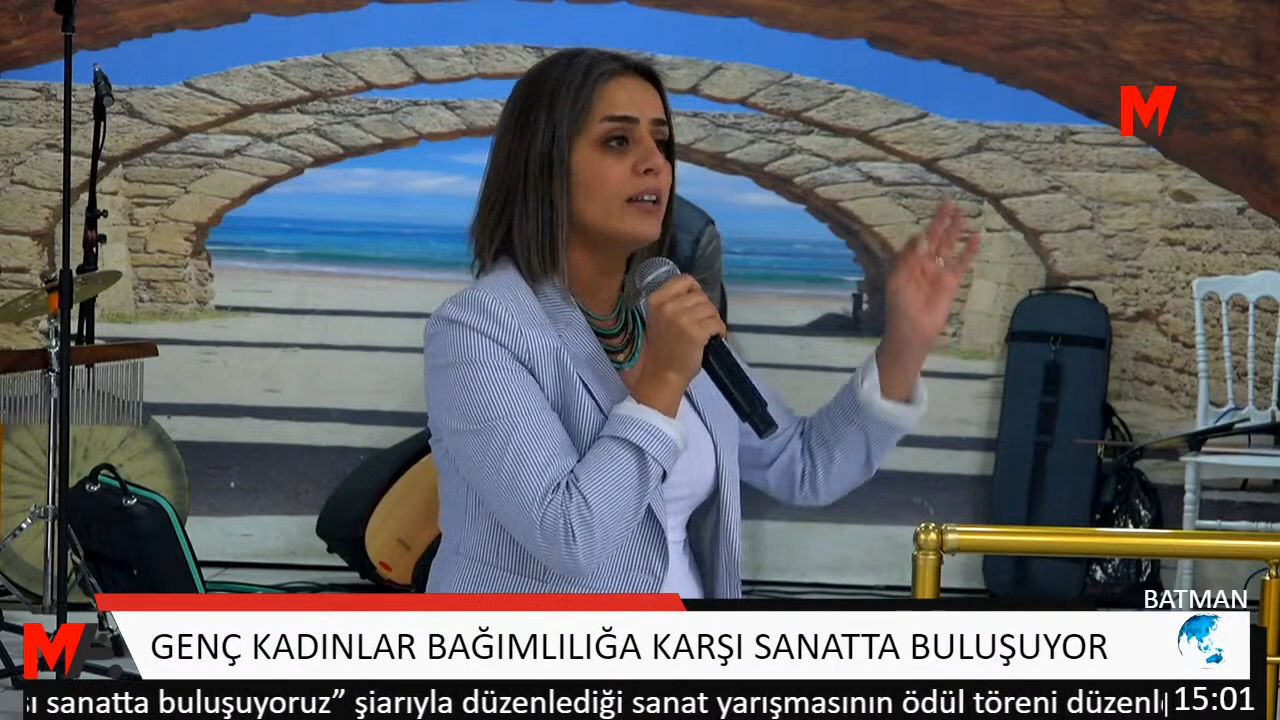 BATMAN
GENÇ KADINLAR BAĞIMLILIĞA KARŞI SANATTA BULUŞUYOR
sanatta buluşuyoruz” şiarıyla düzenlediği sanat yarışmasının ödül töreni
15:01